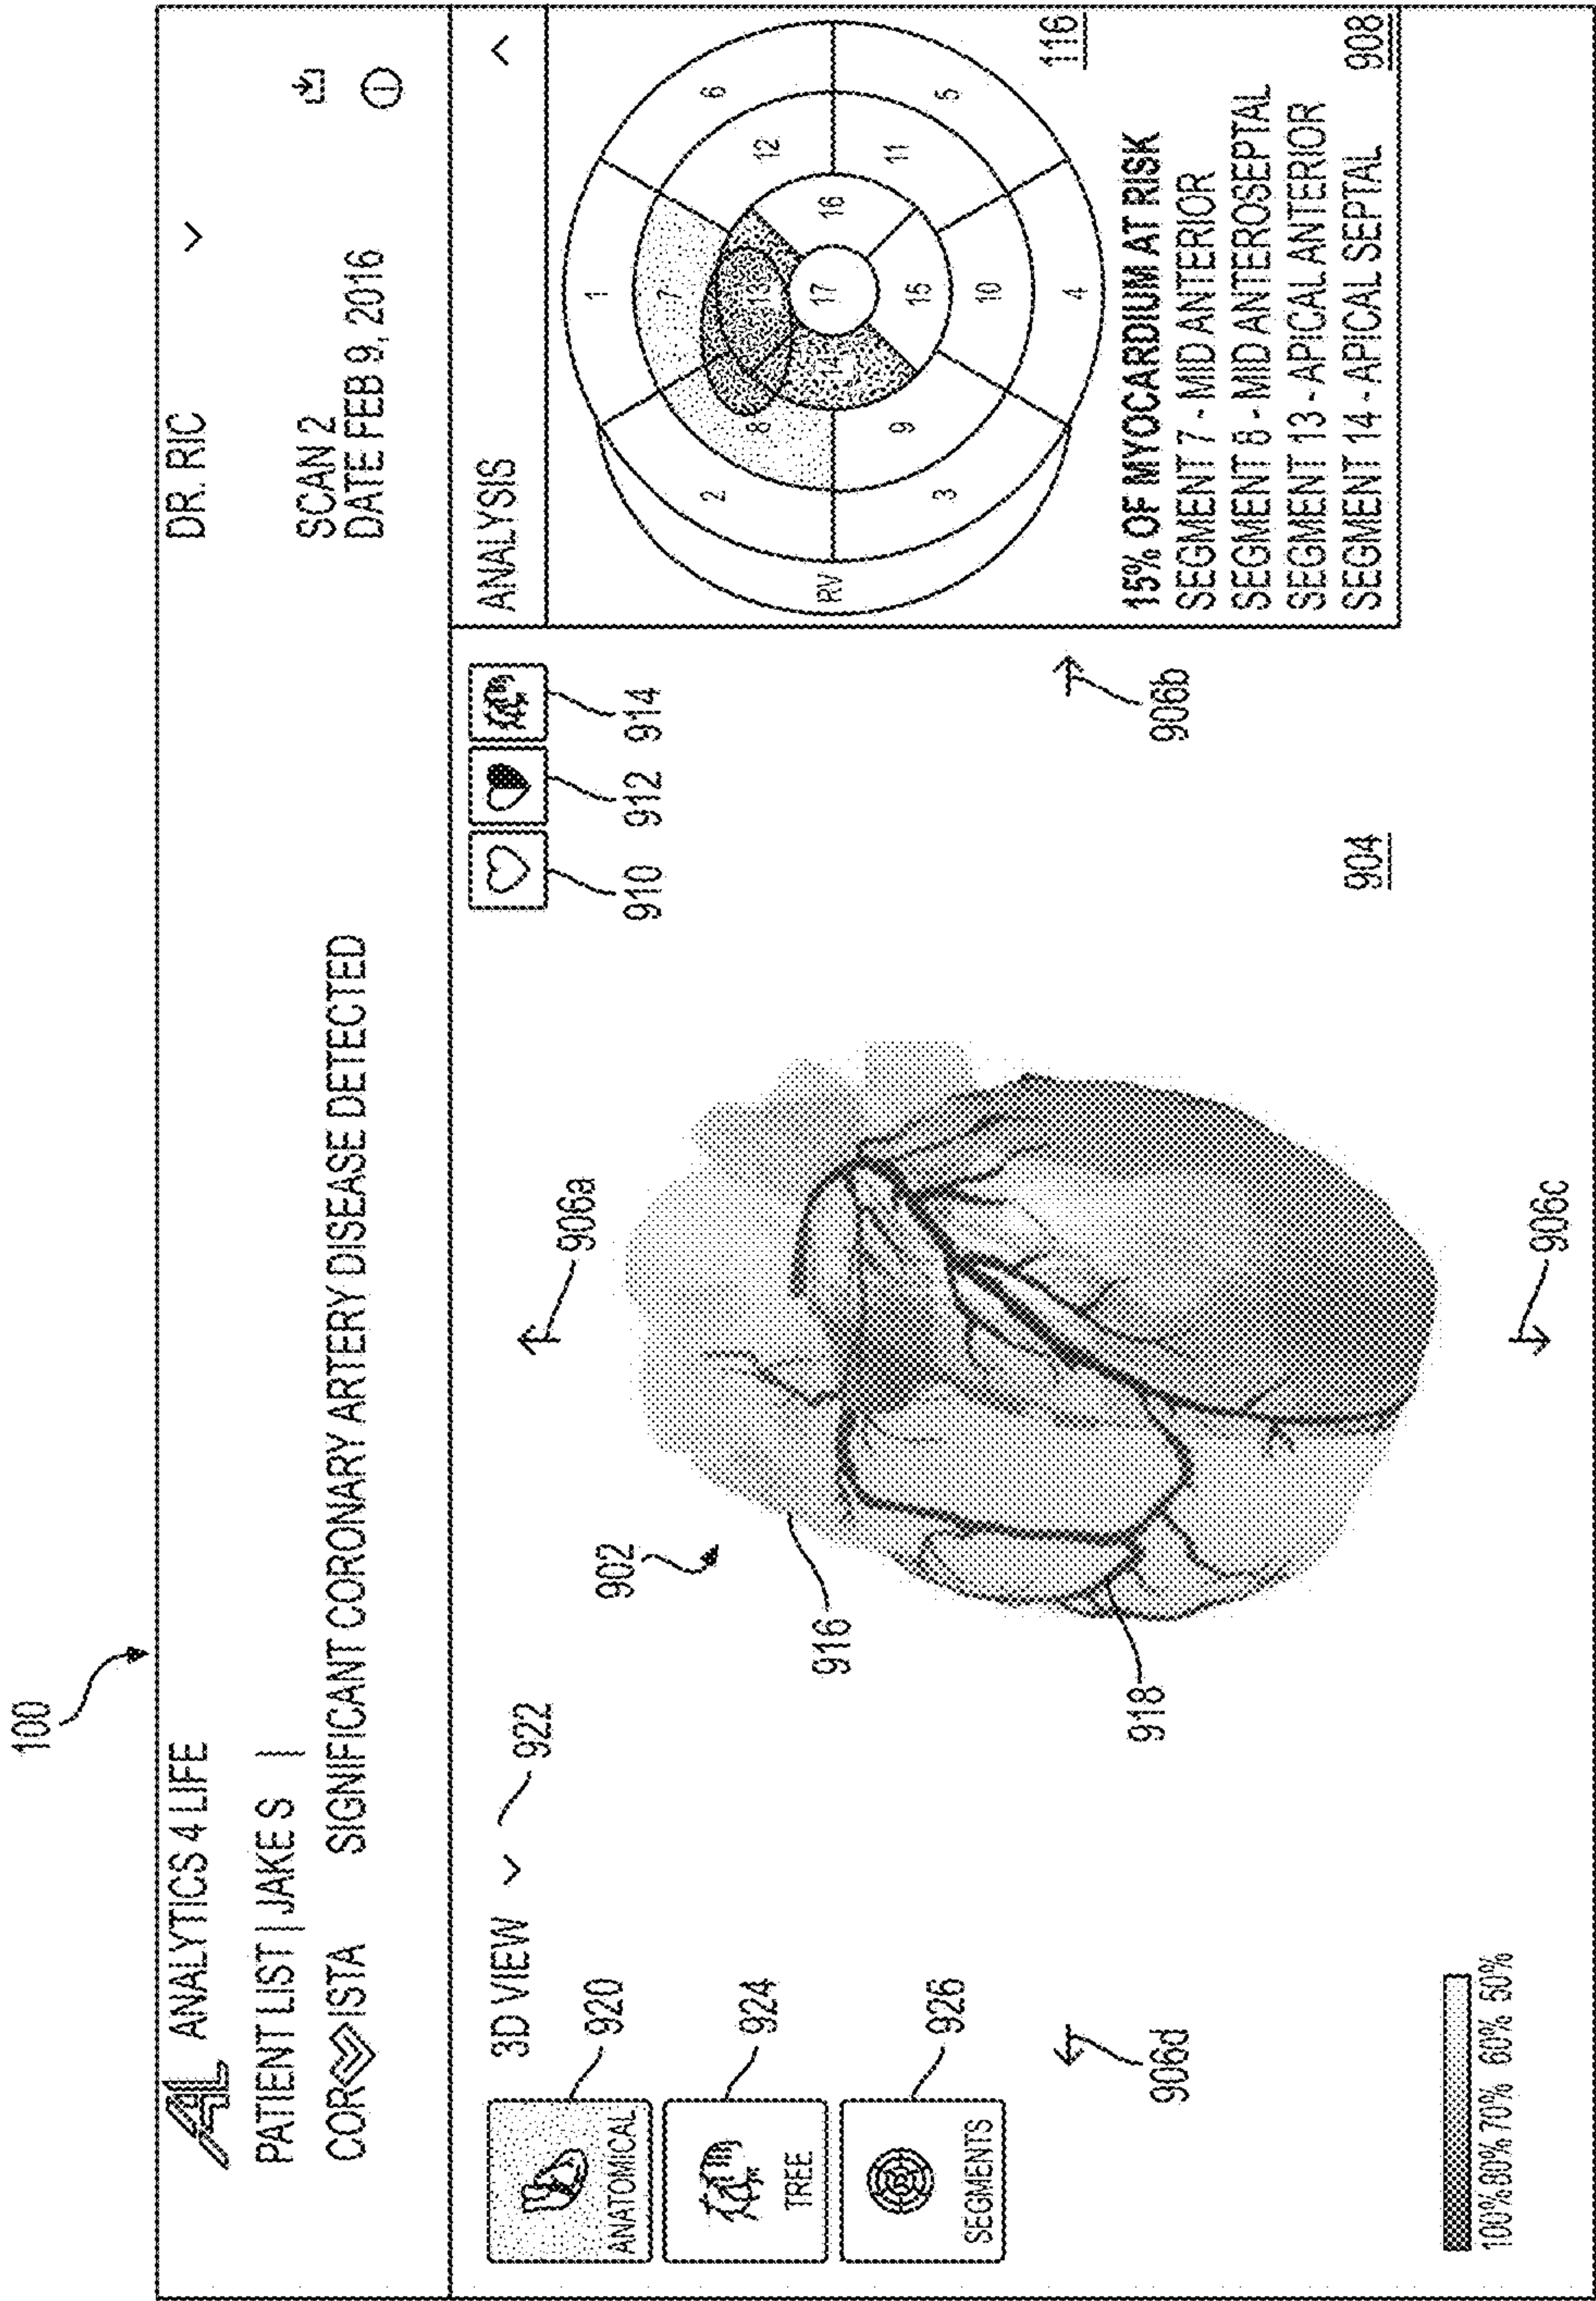 100
A4L ANALYTICS 4 LIFE
DR. RIC
PATIENT LIST | JAKE S |
COR ISTA SIGNIFICANT CORONARY ARTERY DISEASE DETECTED
SCAN 2
DATE FEB 9, 2016
3D VIEW
922
ANATOMICAL
920
TREE
924
SEGMENTS
926
906d
902
916
918
906a
906c
910
912
914
906b
904
100% 80% 70% 60% 50%
ANALYSIS
1
6
2
7
12
8
13
RV
14
17
16
11
5
3
9
15
10
4
116
15% OF MYOCARDIUM AT RISK
SEGMENT 7 - MID ANTERIOR
SEGMENT 8 - MID ANTEROSEPTAL
SEGMENT 13 - APICAL ANTERIOR
SEGMENT 14 - APICAL SEPTAL
908